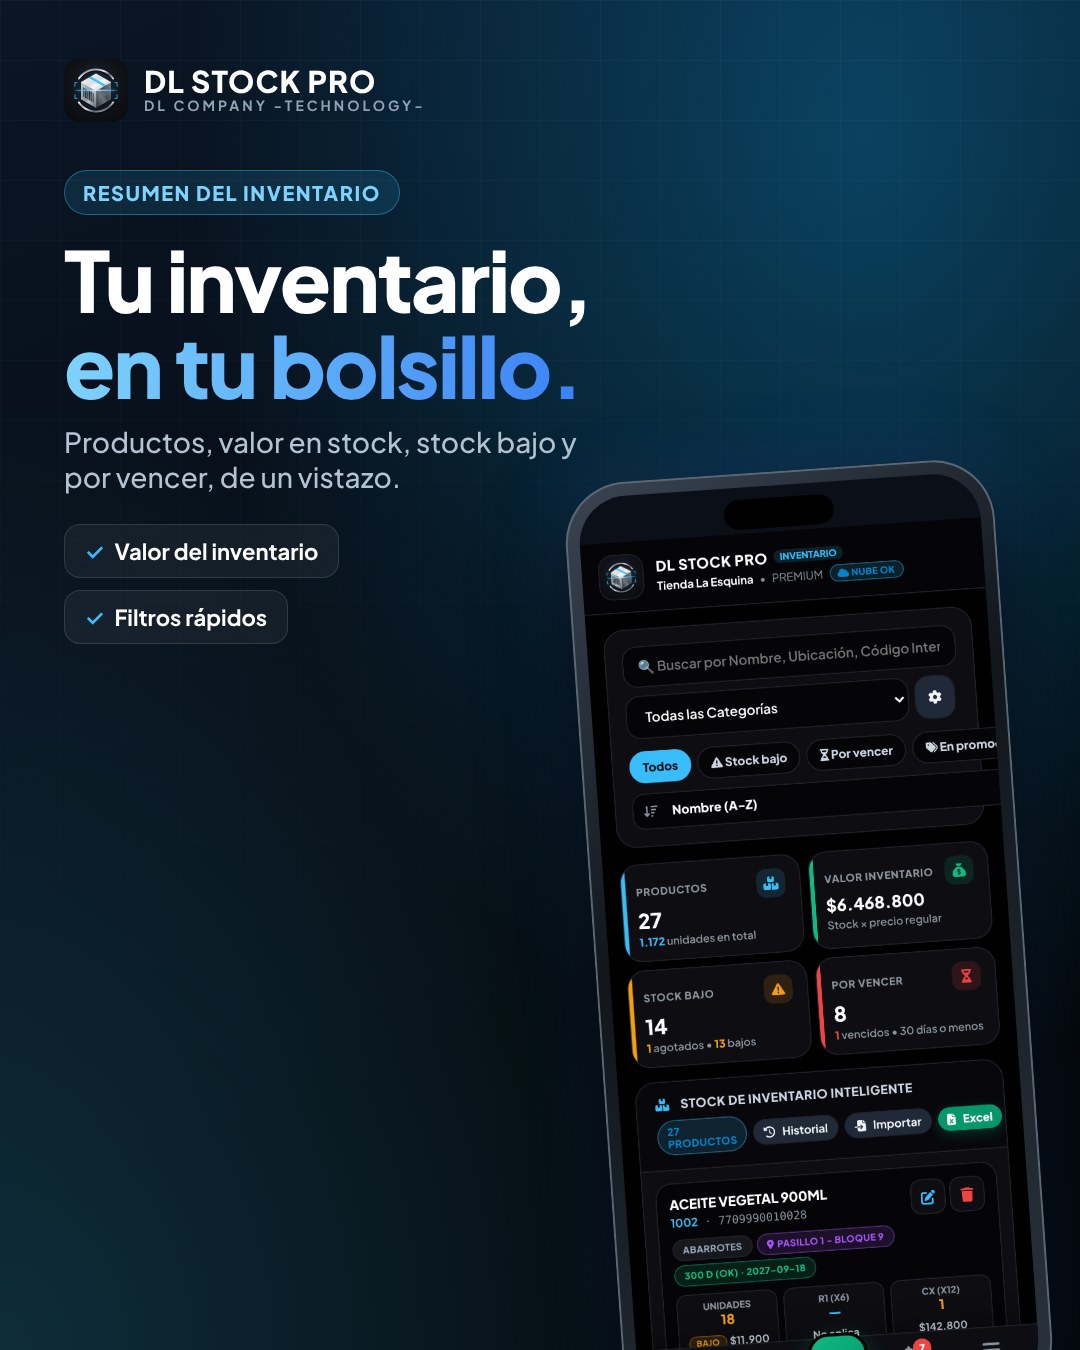 DL STOCK PRO
DL COMPANY -TECHNOLOGY-
RESUMEN DEL INVENTARIO
Tu inventario,
en tu bolsillo.
Productos, valor en stock, stock bajo y
por vencer, de un vistazo.
Valor del inventario
Filtros rápidos
DL STOCK PRO INVENTARIO
Tienda La Esquina • PREMIUM NUBE OK
Buscar por Nombre, Ubicación, Código Inter
Todas las Categorías
Todos Stock bajo Por vencer En promo
Nombre (A-Z)
PRODUCTOS
27
1.172 unidades en total
VALOR INVENTARIO
$6.468.800
Stock × precio regular
STOCK BAJO
14
1 agotados • 13 bajos
POR VENCER
8
1 vencidos • 30 días o menos
STOCK DE INVENTARIO INTELIGENTE
27 PRODUCTOS Historial Importar Excel
ACEITE VEGETAL 900ML
1002 · 7709990010028
ABARROTES PASILLO 1 - BLOQUE 9
300 D (OK) · 2027-09-18
UNIDADES
18
BAJO $11.900
R1 (X6)
—
No aplica
CX (X12)
1
$142.800
7